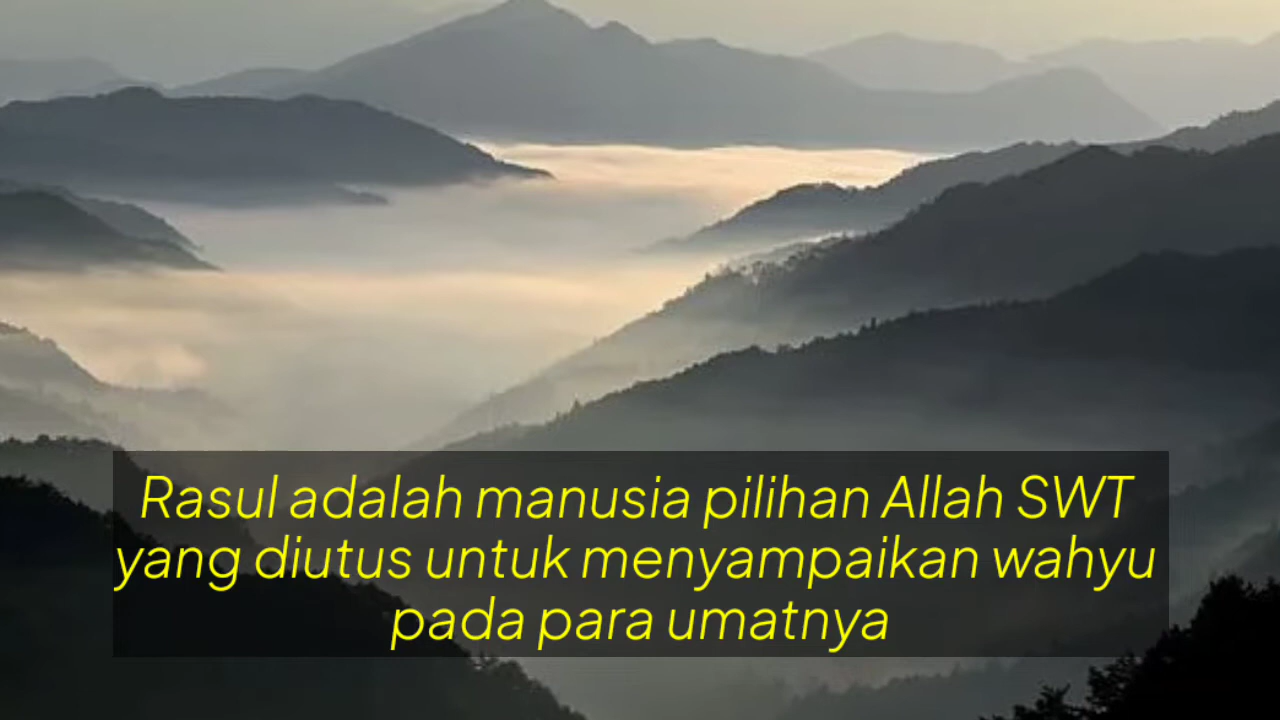 Rasul adalah manusia pilihan Allah SWT
yang diutus untuk menyampaikan wahyu
pada para umatnya